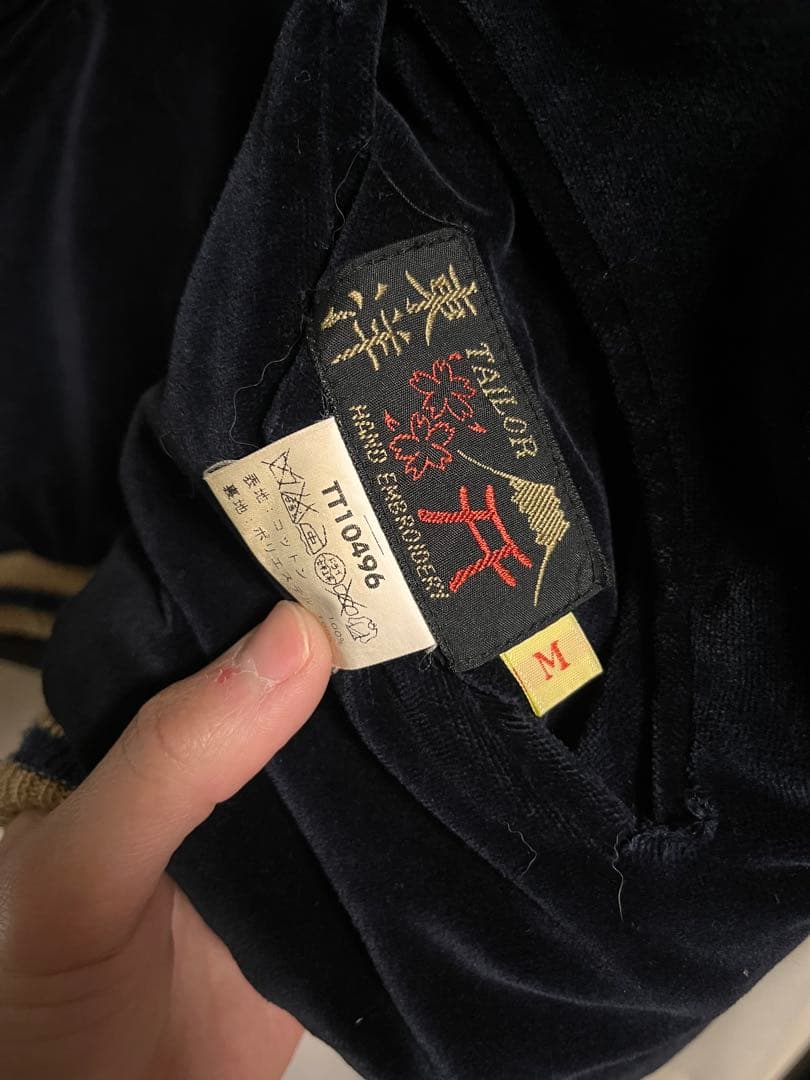 東洋
TAILOR
HAND EMBROIDERY
M
TT10496
表地：コットン 100%
裏地：ポリエステル